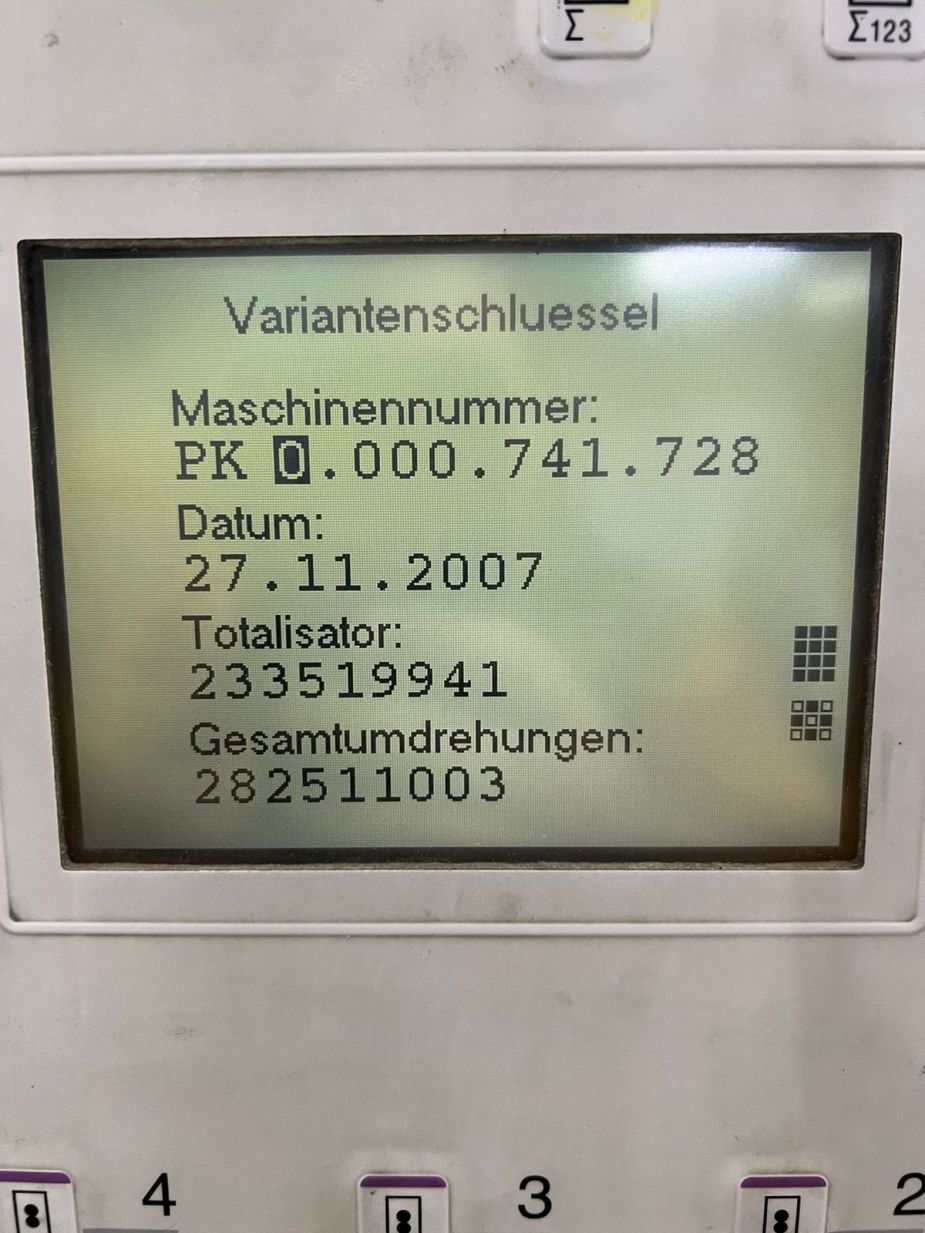 Σ
Σ123
Variantenschluessel
Maschinennummer:
PK 0.000.741.728
Datum:
27.11.2007
Totalisator:
233519941
Gesamtumdrehungen:
282511003
4
3
2